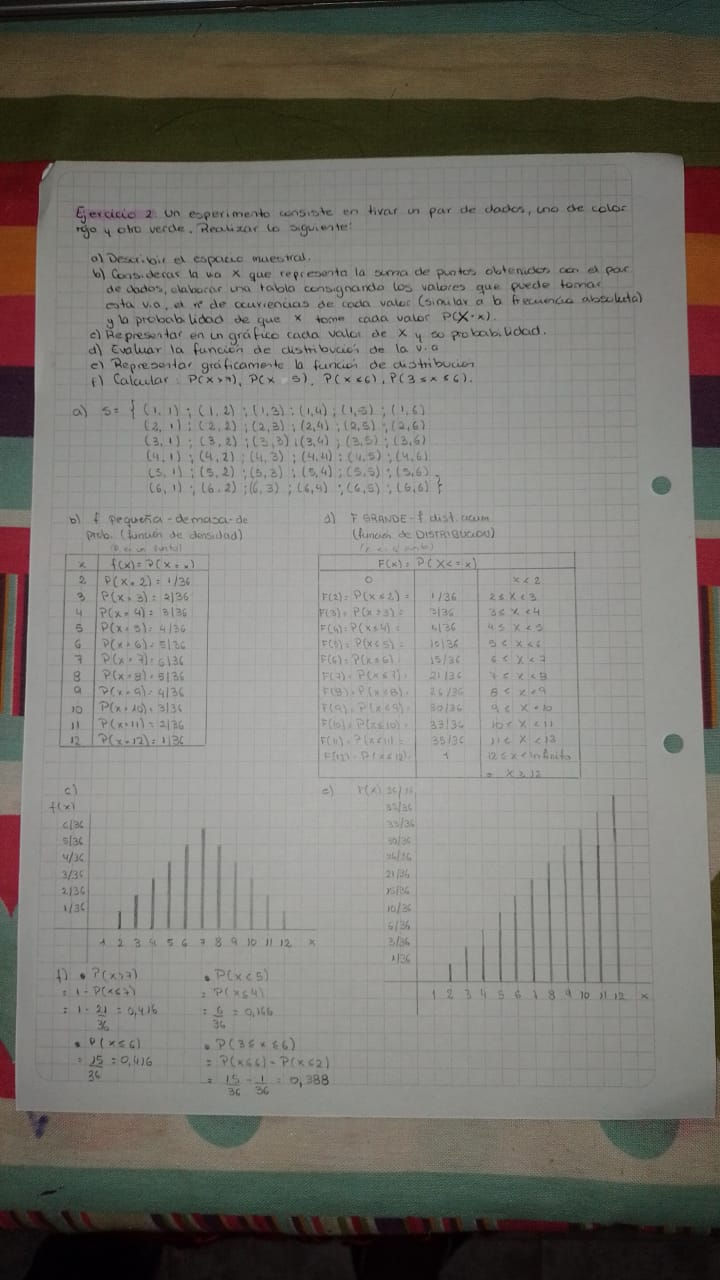 Ejercicio 2: Un esperimento consiste en tirar un par de dados, uno de color
rojo y otro verde. Realizar lo siguiente:
a) Describir el espacio muestral.
b) Considerar la va X que representa la suma de puntos obtenidos con el par
de dados, elaborar una tabla consignando los valores que puede tomar
esta v.a, el nº de ocurrencias de cada valor (similar a la frecuencia absoluta)
y la probabilidad de que x tome cada valor P(X=x).
c) Representar en un gráfico cada valor de X y su probabilidad.
d) Evaluar la función de distribución de la v.a
e) Representar gráficamente la función de distribución
f) Calcular: P(X>7), P(X 5), P(X≤6), P(3≤x≤6).
a) S= { (1,1) ; (1,2) ; (1,3) ; (1,4) ; (1,5) ; (1,6)
(2,1) ; (2,2) ; (2,3) ; (2,4) ; (2,5) ; (2,6)
(3,1) ; (3,2) ; (3,3) ; (3,4) ; (3,5) ; (3,6)
(4,1) ; (4,2) ; (4,3) ; (4,4) ; (4,5) ; (4,6)
(5,1) ; (5,2) ; (5,3) ; (5,4) ; (5,5) ; (5,6)
(6,1) ; (6,2) ; (6,3) ; (6,4) ; (6,5) ; (6,6) }
b) f pequeña - de masa - de
prob. (función de densidad)
(P en un punto)
x f(x)= P(X=x)
2 P(X=2)= 1/36
3 P(X=3)= 2/36
4 P(X=4)= 3/36
5 P(X=5)= 4/36
6 P(X=6)= 5/36
7 P(X=7)= 6/36
8 P(X=8)= 5/36
9 P(X=9)= 4/36
10 P(X=10)= 3/36
11 P(X=11)= 2/36
12 P(X=12)= 1/36
d) F GRANDE - f dist. acum
(función de DISTRIBUCIÓN)
F(x)= P(X<=x)
0 x<2
F(2)= P(X≤2)= 1/36 2≤X<3
F(3)= P(X≤3)= 3/36 3≤X<4
F(4)= P(X≤4)= 6/36 4≤X<5
F(5)= P(X≤5)= 10/36 5≤X<6
F(6)= P(X≤6) 15/36 6≤X<7
F(7)= P(X≤7)= 21/36 7≤X<8
F(8)= P(X≤8)= 26/36 8≤X<9
F(9)= P(X≤9)= 30/36 9≤X<10
F(10)= P(X≤10)= 33/36 10≤X<11
F(11)= P(X≤11)= 35/36 11≤X<12
F(12)= P(X≤12) 1 12≤X<infinito
= X≥12
c)
f(x)
6/36
5/36
4/36
3/36
2/36
1/36
1 2 3 4 5 6 7 8 9 10 11 12 x
e) F(x) 36/36
35/36
33/36
30/36
26/36
21/36
15/36
10/36
6/36
3/36
1/36
1 2 3 4 5 6 7 8 9 10 11 12 x
f) • P(X>7)
= 1 - P(X≤7)
= 1 - 21/36 = 0,416
• P(X<5)
= P(X≤4)
= 6/36 = 0,166
• P(X≤6)
= 15/36 = 0,416
• P(3≤X≤6)
= P(X≤6) - P(X≤2)
= 15/36 - 1/36 = 0,388